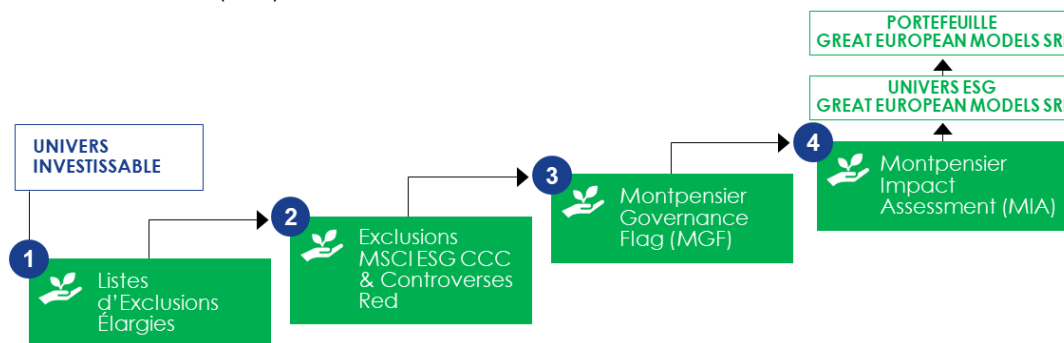 PORTEFEUILLE
GREAT EUROPEAN MODELS SR
UNIVERS ESG
GREAT EUROPEAN MODELS SR
UNIVERS
INVESTISSABLE
1
Listes
d'Exclusions
Élargies
2
Exclusions
MSCI ESG CCC
& Controverses
Red
3
Montpensier
Governance
Flag (MGF)
4
Montpensier
Impact
Assessment (MIA)